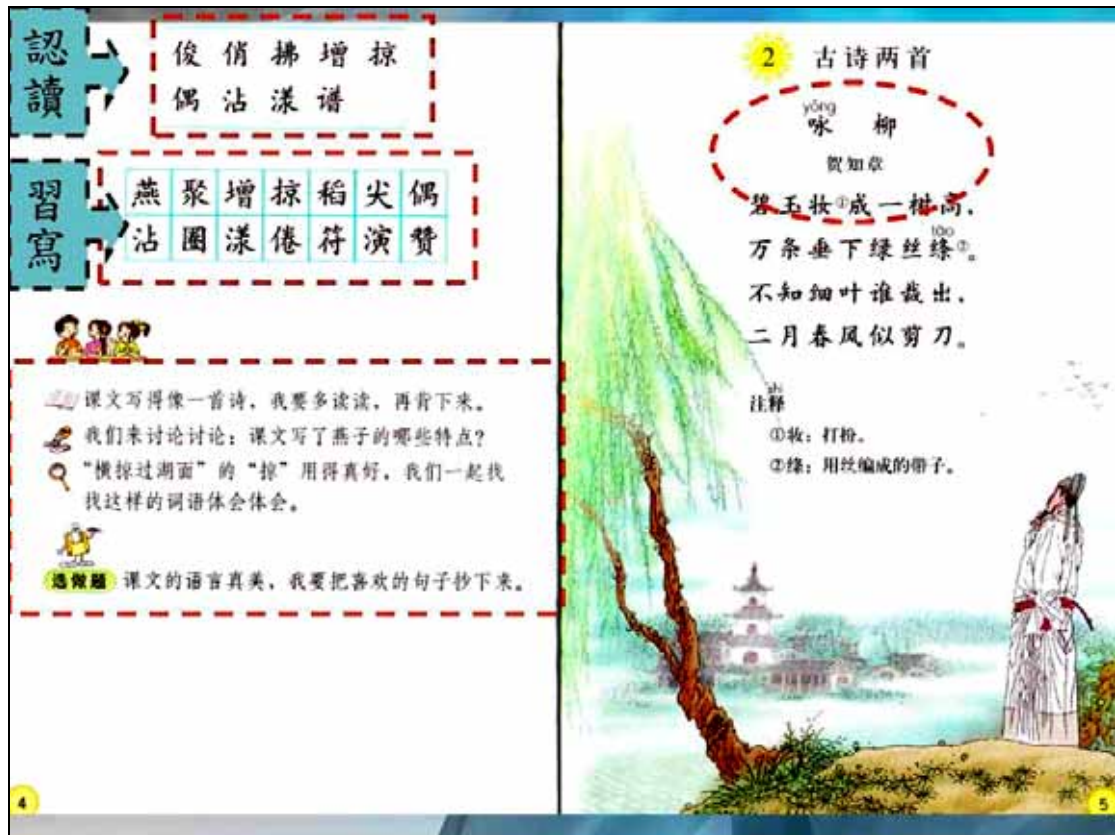 認
讀
俊 俏 拂 增 掠
偶 沾 漾 谱
習
寫
燕 聚 增 掠 稻 尖 偶
沾 圈 漾 倦 符 演 赞
课文写得像一首词，我要多读读，再背下来。
我们来讨论讨论：课文写了燕子的哪些特点？
“横掠过湖面”的“掠”用得真好，我们一起找
找这样的词语体会体会。
选做题 课文的语言真美，我要把喜欢的句子抄下来。
4
2 古诗两首
yǒng
咏 柳
贺知章
碧玉妆①成一树高，
tāo
万条垂下绿丝绦②。
不知细叶谁裁出，
二月春风似剪刀。
shì
注释
①妆：打扮。
②绦：用丝编成的带子。
5